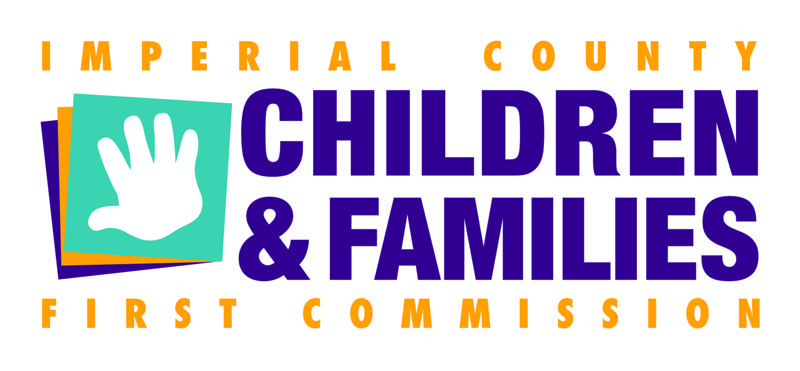 IMPERIAL COUNTY
CHILDREN
& FAMILIES
FIRST COMMISSION